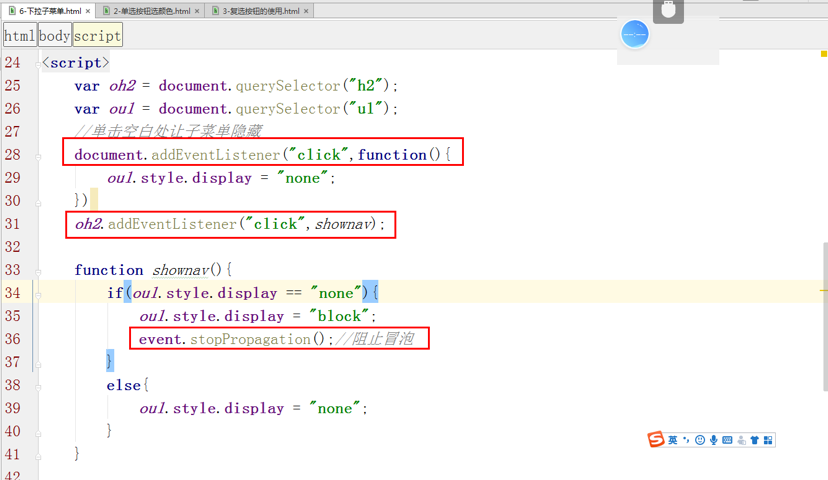 6-下拉子菜单.html × 2-单选按钮选颜色.html × 3-复选按钮的使用.html ×
html body script
24 <script>
25 var oh2 = document.querySelector("h2");
26 var oul = document.querySelector("ul");
27 //单击空白处让子菜单隐藏
28 document.addEventListener("click",function(){
29 oul.style.display = "none";
30 })
31 oh2.addEventListener("click",shownav);
32
33 function shownav(){
34 if(oul.style.display == "none"){
35 oul.style.display = "block";
36 event.stopPropagation();//阻止冒泡
37 }
38 else{
39 oul.style.display = "none";
40 }
41 }
42
--:--
S 英